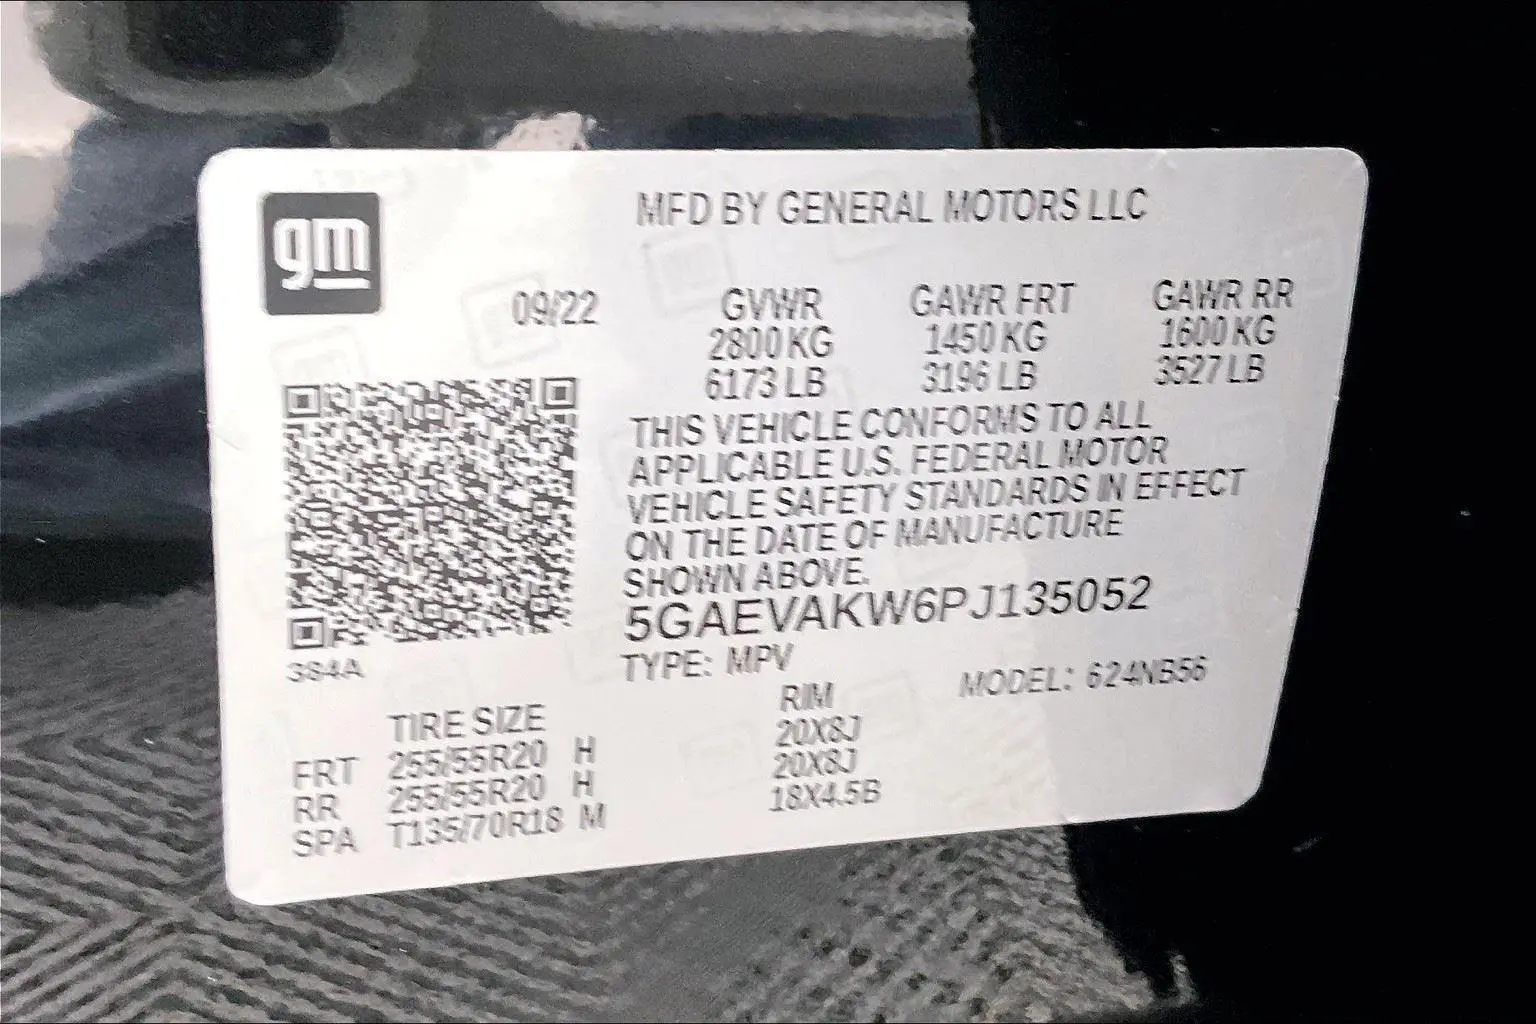 gm
MFD BY GENERAL MOTORS LLC
09/22 GVWR GAWR FRT GAWR RR
2800 KG 1450 KG 1600 KG
6173 LB 3196 LB 3527 LB
THIS VEHICLE CONFORMS TO ALL
APPLICABLE U.S. FEDERAL MOTOR
VEHICLE SAFETY STANDARDS IN EFFECT
ON THE DATE OF MANUFACTURE
SHOWN ABOVE.
5GAEVAKW6PJ135052
384A
TYPE: MPV
MODEL: 624NB56
TIRE SIZE RIM
FRT 255/55R20 H 20X8J
RR 255/55R20 H 20X8J
SPA T135/70R18 M 18X4.5B